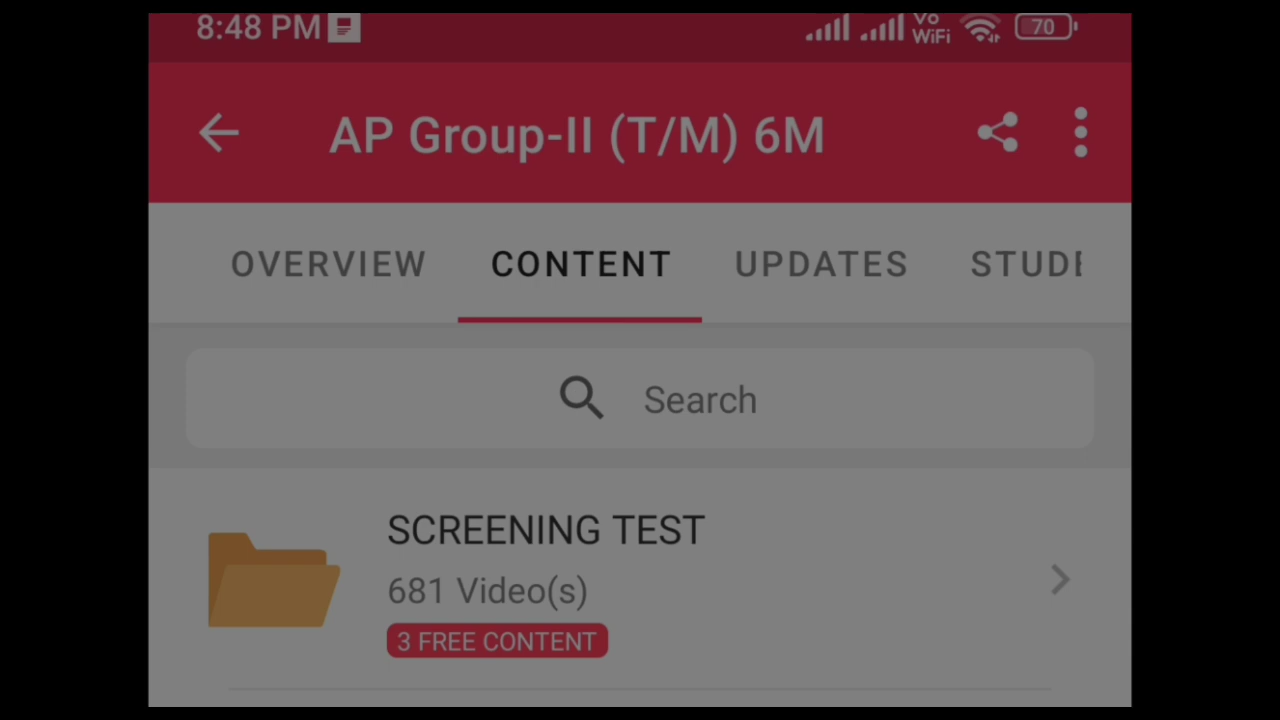 8:48 PM Vo WiFi 70
AP Group-II (T/M) 6M
OVERVIEW CONTENT UPDATES STUDE
Search
SCREENING TEST
681 Video(s)
3 FREE CONTENT